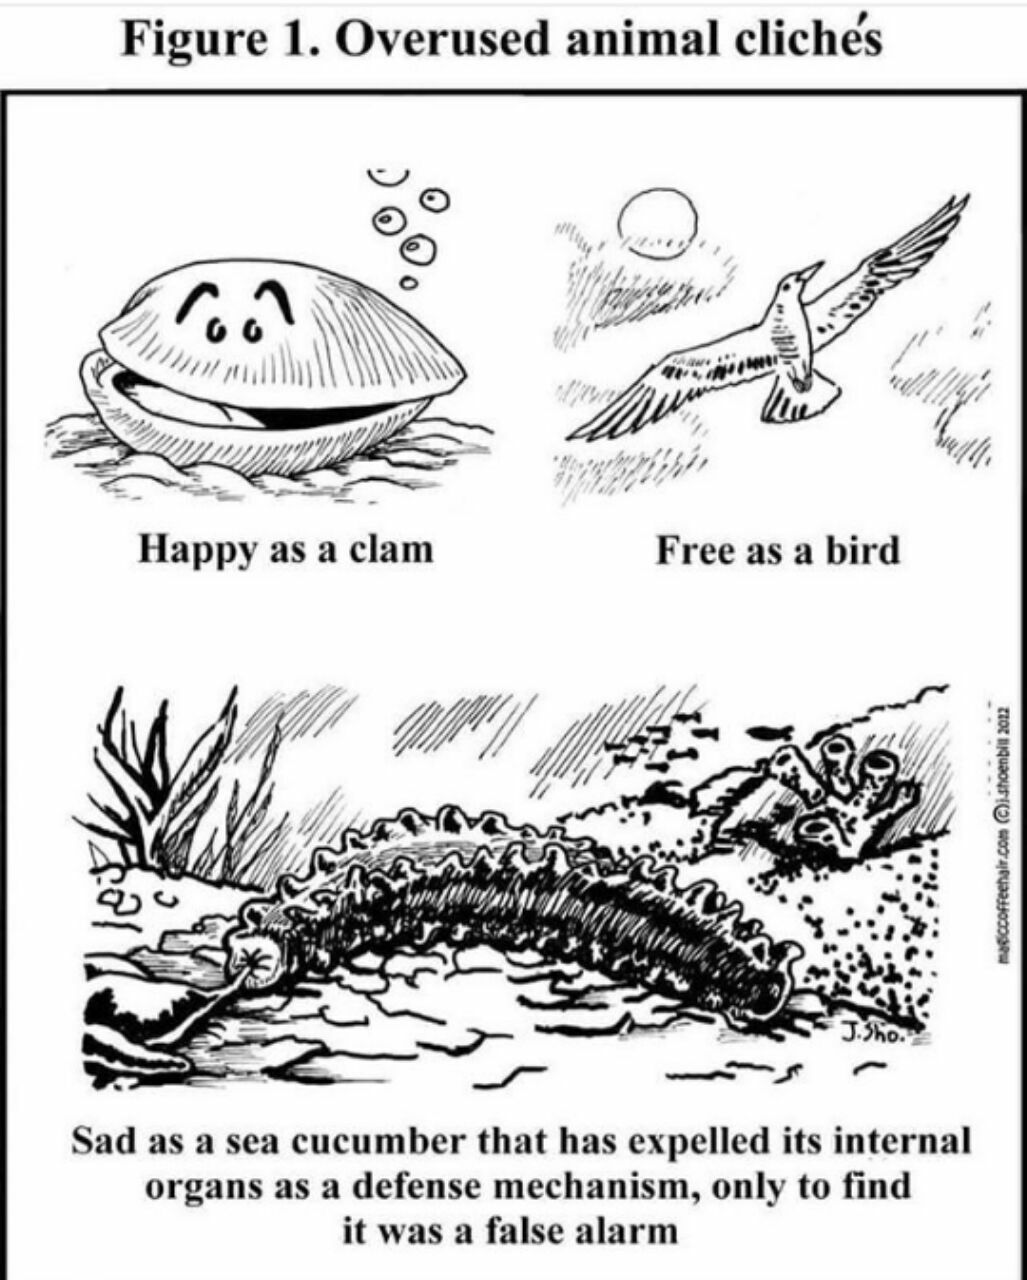 Figure 1. Overused animal clichés
Happy as a clam
Free as a bird
J.Sho.
Sad as a sea cucumber that has expelled its internal
organs as a defense mechanism, only to find
it was a false alarm
magiccoffeehair.com ©j.shoenbill 2022